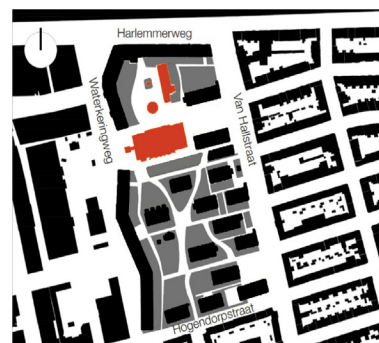 Harlemmerweg
Waterkeringweg
Van Hallstraat
Hogendorpstraat